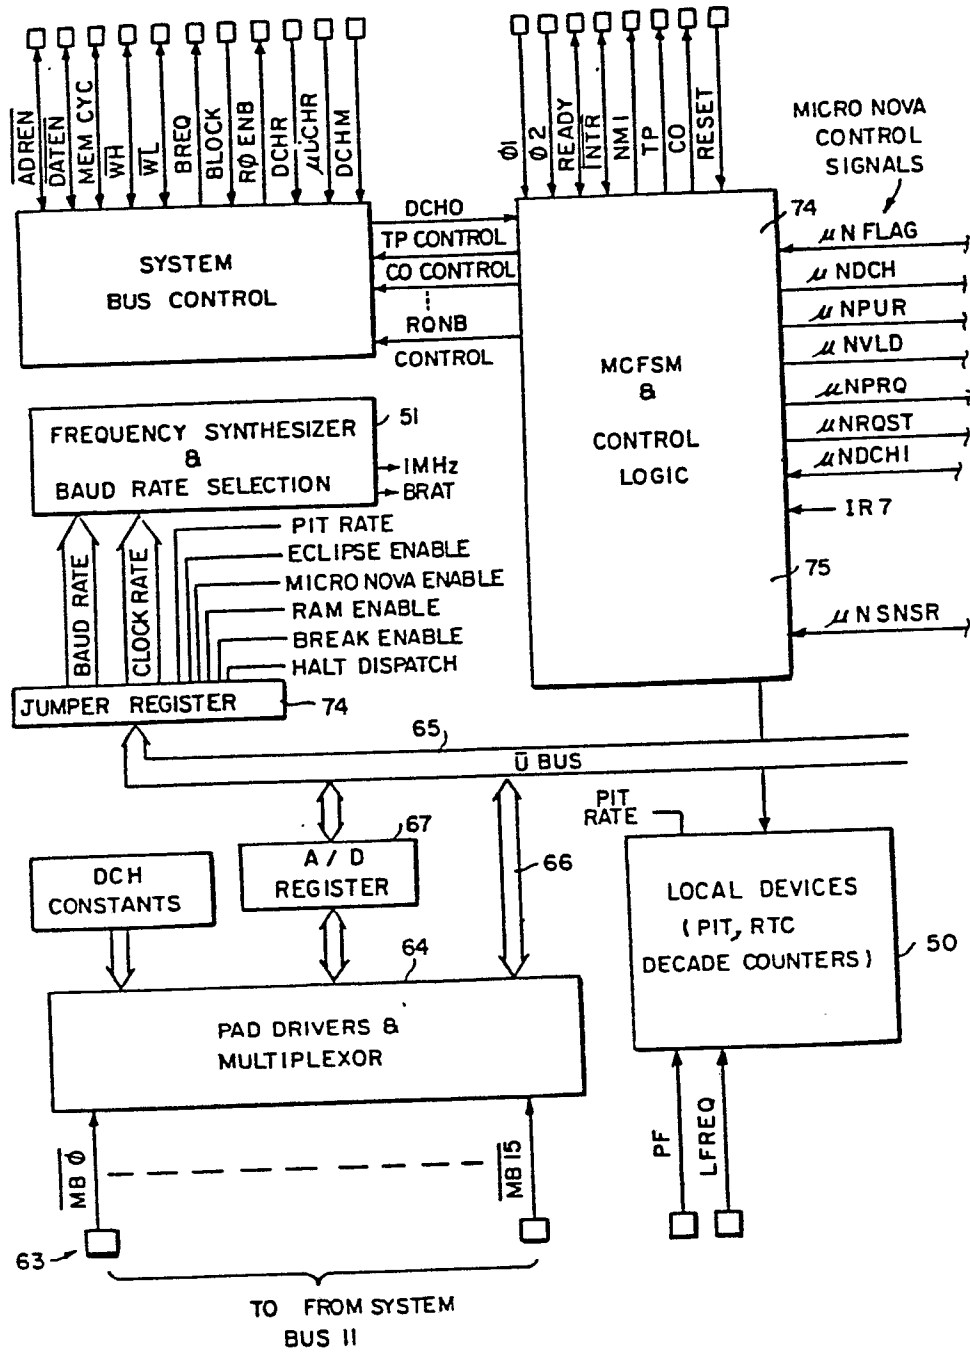 ADREN
DATEN
MEM CYC
WH
WL
BREQ
BLOCK
RØ ENB
DCHR
μUCHR
DCHM
Ø1
Ø2
READY
INTR
NMI
TP
CO
RESET
MICRO NOVA
CONTROL
SIGNALS
SYSTEM
BUS CONTROL
DCHO
TP CONTROL
CO CONTROL
RQNB
CONTROL
74
MCFSM
&
CONTROL
LOGIC
75
μN FLAG
μNDCH
μNPUR
μNVLD
μNPRQ
μNRQST
μNDCHI
IR7
μNSNSR
FREQUENCY SYNTHESIZER
&
BAUD RATE SELECTION
51
1MHz
BRAT
BAUD RATE
CLOCK RATE
PIT RATE
ECLIPSE ENABLE
MICRO NOVA ENABLE
RAM ENABLE
BREAK ENABLE
HALT DISPATCH
JUMPER REGISTER
74
65
U BUS
DCH
CONSTANTS
A/D
REGISTER
67
66
PIT
RATE
LOCAL DEVICES
(PIT, RTC
DECADE COUNTERS)
50
64
PAD DRIVERS &
MULTIPLEXOR
MB Ø
MB 15
PF
LFREQ
63
TO FROM SYSTEM
BUS 11